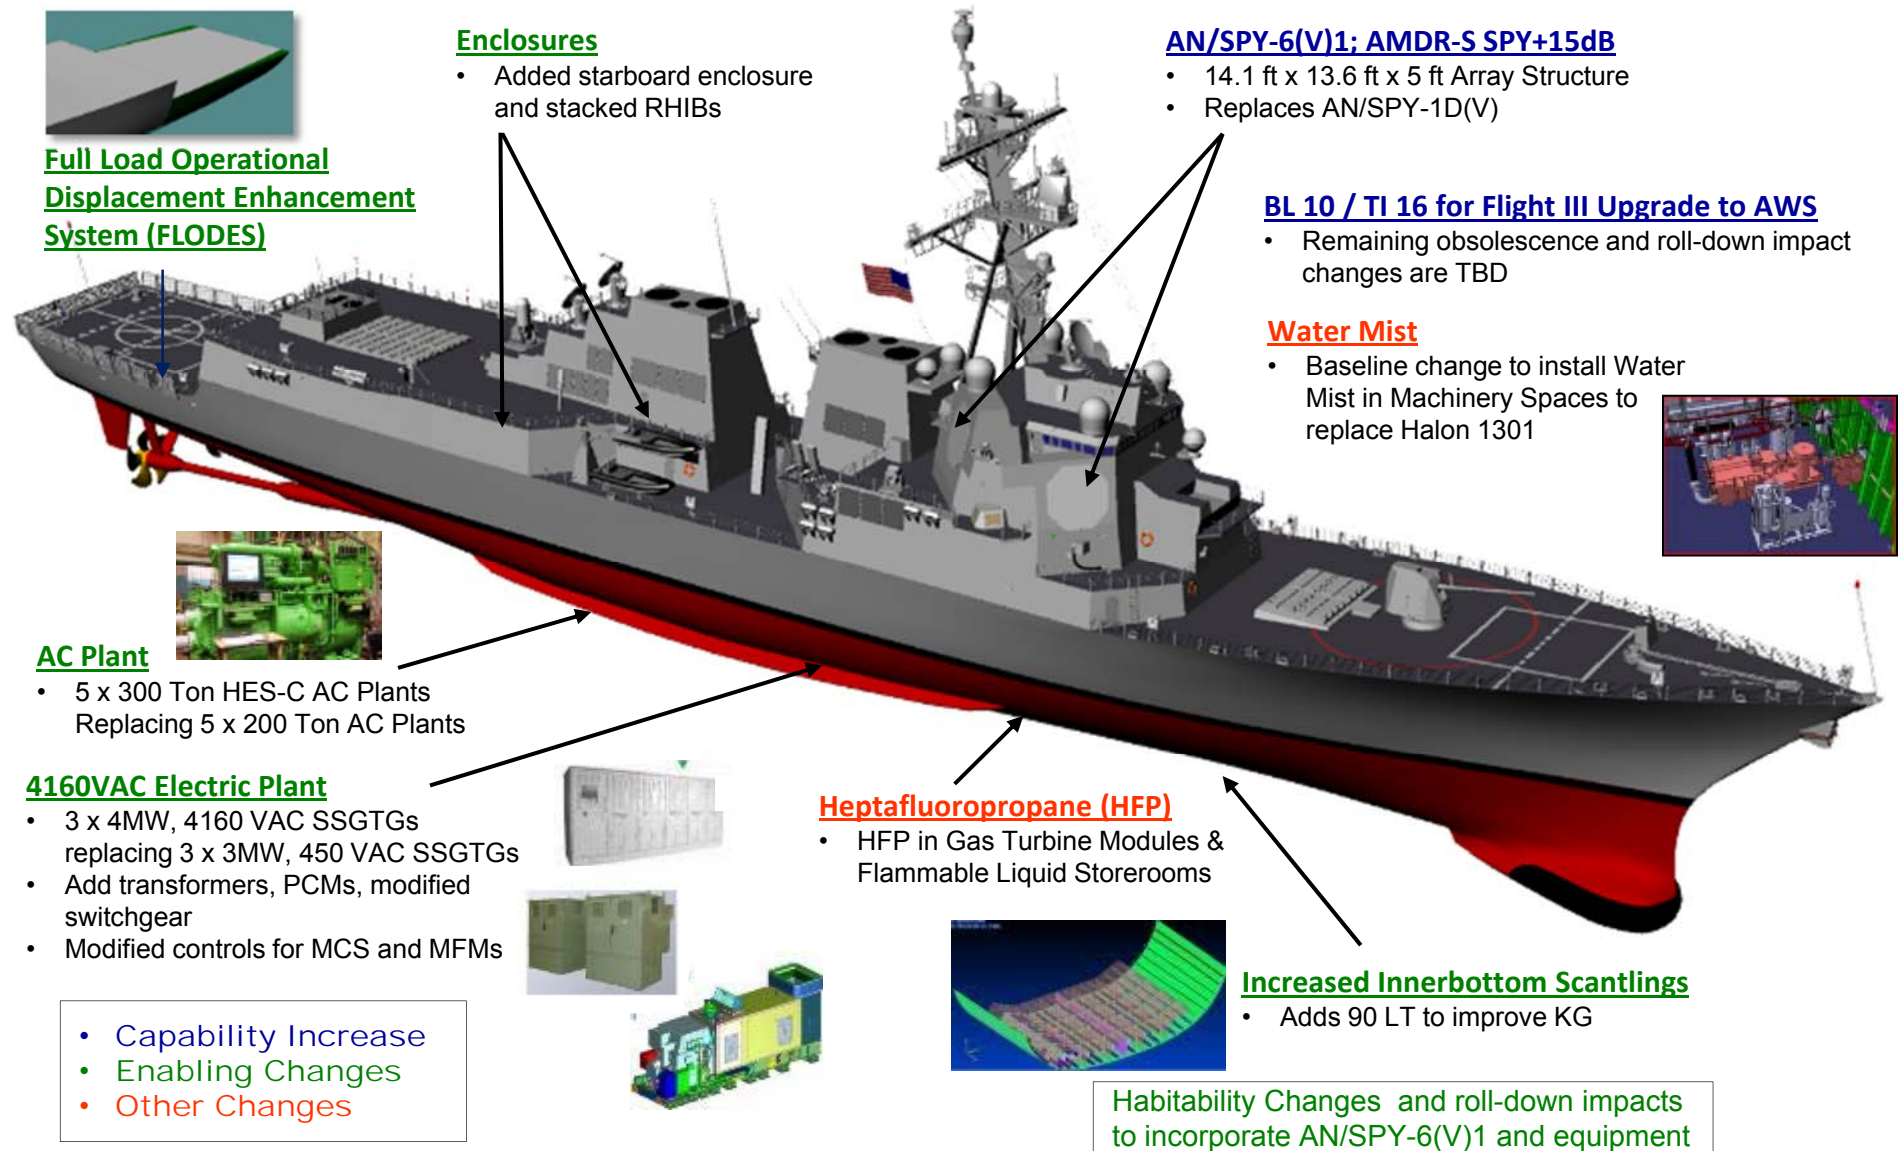 Enclosures
• Added starboard enclosure
and stacked RHIBs
AN/SPY-6(V)1; AMDR-S SPY+15dB
• 14.1 ft x 13.6 ft x 5 ft Array Structure
• Replaces AN/SPY-1D(V)
Full Load Operational
Displacement Enhancement
System (FLODES)
BL 10 / TI 16 for Flight III Upgrade to AWS
• Remaining obsolescence and roll-down impact
changes are TBD
Water Mist
• Baseline change to install Water
Mist in Machinery Spaces to
replace Halon 1301
AC Plant
• 5 x 300 Ton HES-C AC Plants
Replacing 5 x 200 Ton AC Plants
4160VAC Electric Plant
• 3 x 4MW, 4160 VAC SSGTGs
replacing 3 x 3MW, 450 VAC SSGTGs
• Add transformers, PCMs, modified
switchgear
• Modified controls for MCS and MFMs
Heptafluoropropane (HFP)
• HFP in Gas Turbine Modules &
Flammable Liquid Storerooms
Increased Innerbottom Scantlings
• Adds 90 LT to improve KG
• Capability Increase
• Enabling Changes
• Other Changes
Habitability Changes and roll-down impacts
to incorporate AN/SPY-6(V)1 and equipment